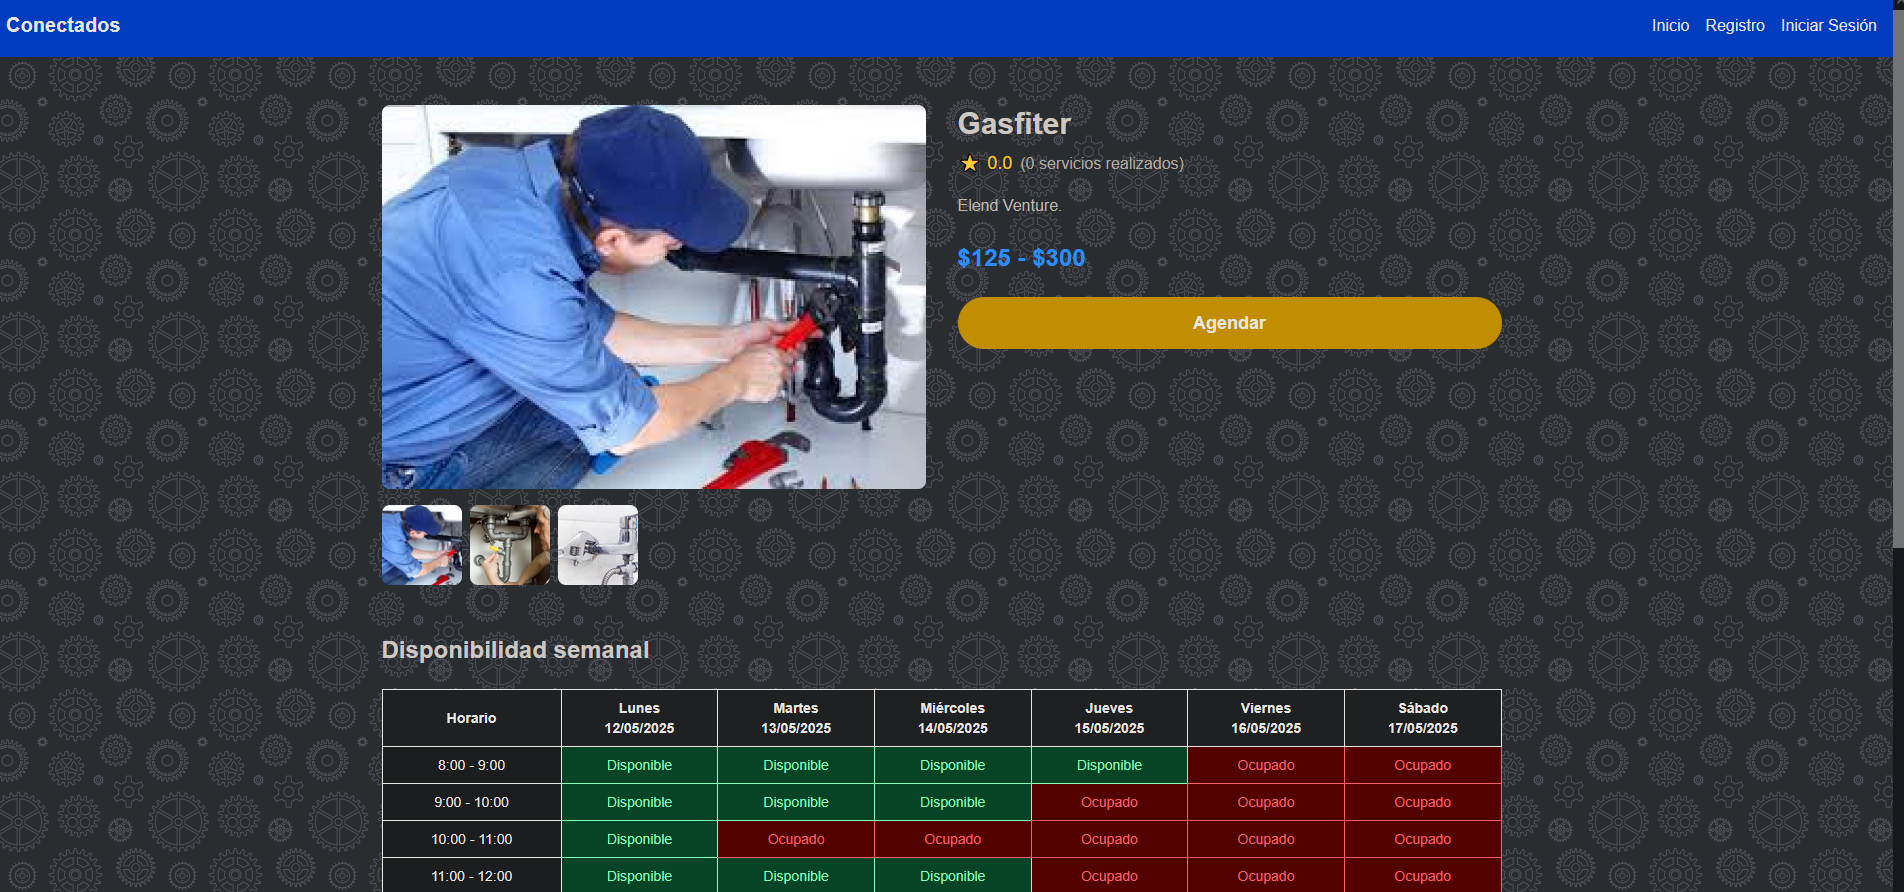 Conectados
Inicio Registro Iniciar Sesión
Gasfiter
★ 0.0 (0 servicios realizados)
Elend Venture.
$125 - $300
Agendar
Disponibilidad semanal
Horario Lunes 12/05/2025 Martes 13/05/2025 Miércoles 14/05/2025 Jueves 15/05/2025 Viernes 16/05/2025 Sábado 17/05/2025
8:00 - 9:00 Disponible Disponible Disponible Disponible Ocupado Ocupado
9:00 - 10:00 Disponible Disponible Disponible Ocupado Ocupado Ocupado
10:00 - 11:00 Disponible Ocupado Ocupado Ocupado Ocupado Ocupado
11:00 - 12:00 Disponible Disponible Disponible Ocupado Ocupado Ocupado